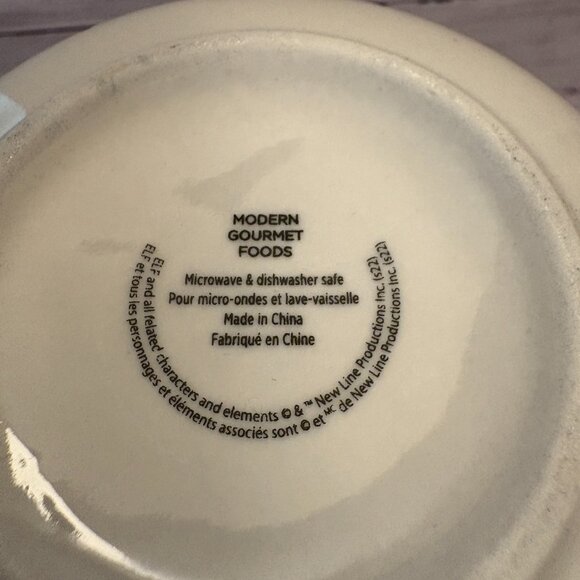 MODERN
GOURMET
FOODS
Microwave & dishwasher safe
Pour micro-ondes et lave-vaisselle
Made in China
Fabriqué en Chine
ELF and all felated characters and elements © & ™ New Line Productions Inc. (s22)
ELF et tous les personnages et éléments associés sont © et MC de New Line Productions Inc. (s22)